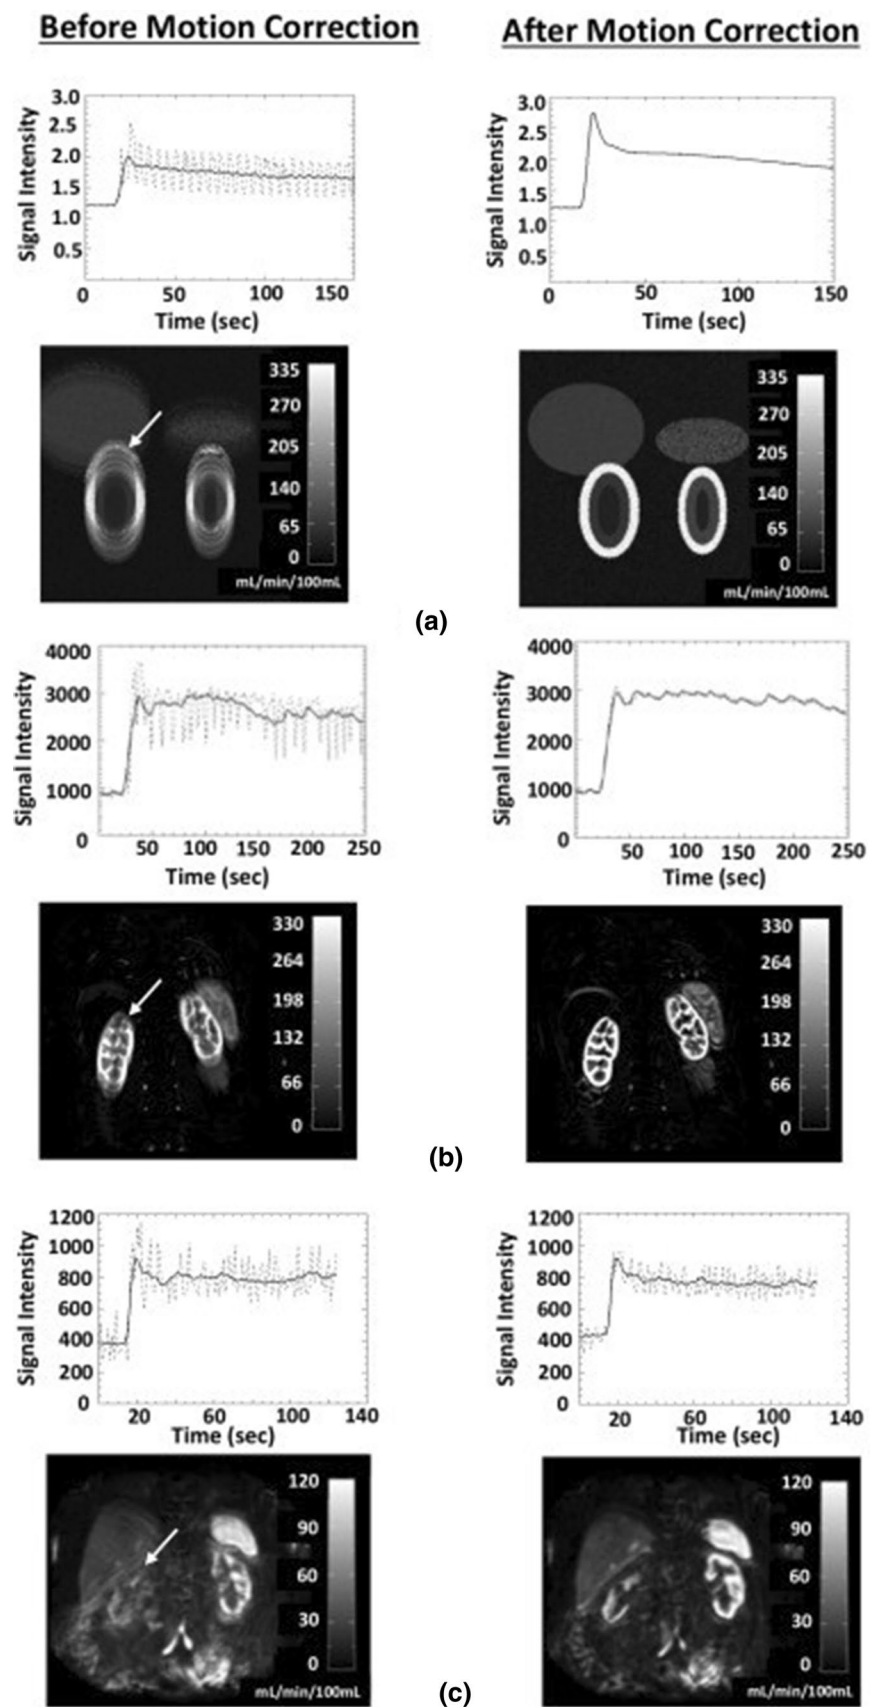 Before Motion Correction
After Motion Correction
Signal Intensity
3.0
2.5
2.0
1.5
1.0
0.5
0 50 100 150
Time (sec)
Signal Intensity
3.0
2.5
2.0
1.5
1.0
0.5
0 50 100 150
Time (sec)
335
270
205
140
65
0
mL/min/100mL
335
270
205
140
65
0
mL/min/100mL
(a)
Signal Intensity
4000
3000
2000
1000
0
50 100 150 200 250
Time (sec)
Signal Intensity
4000
3000
2000
1000
0
50 100 150 200 250
Time (sec)
330
264
198
132
66
0
330
264
198
132
66
0
(b)
Signal Intensity
1200
1000
800
600
400
200
0
20 60 100 140
Time (sec)
Signal Intensity
1200
1000
800
600
400
200
0
20 60 100 140
Time (sec)
120
90
60
30
0
mL/min/100mL
120
90
60
30
0
mL/min/100mL
(c)